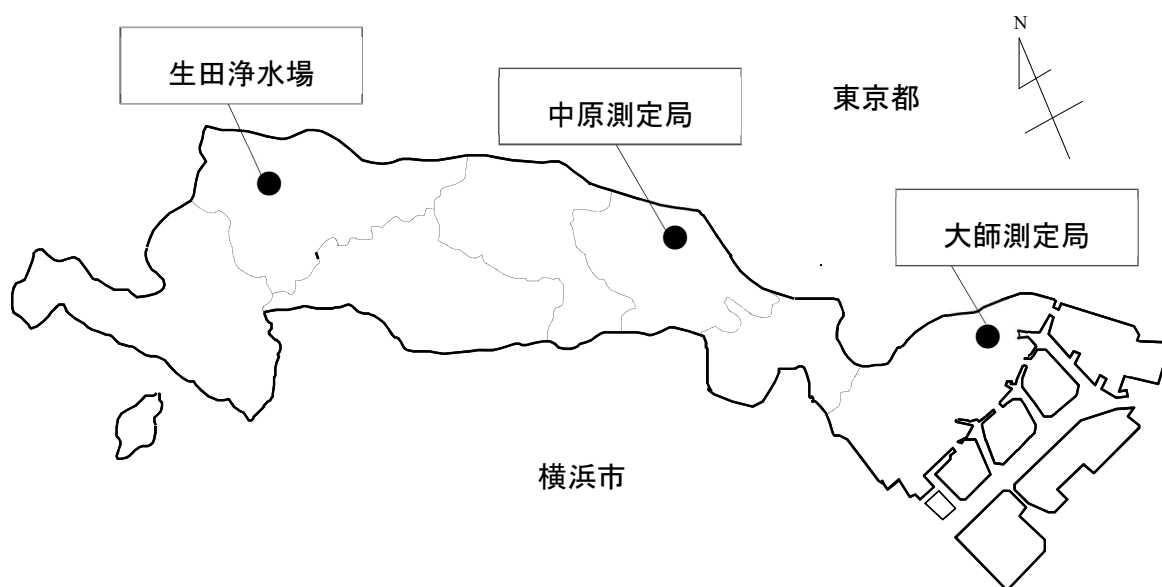 N
生田浄水場
中原測定局
東京都
大師測定局
横浜市